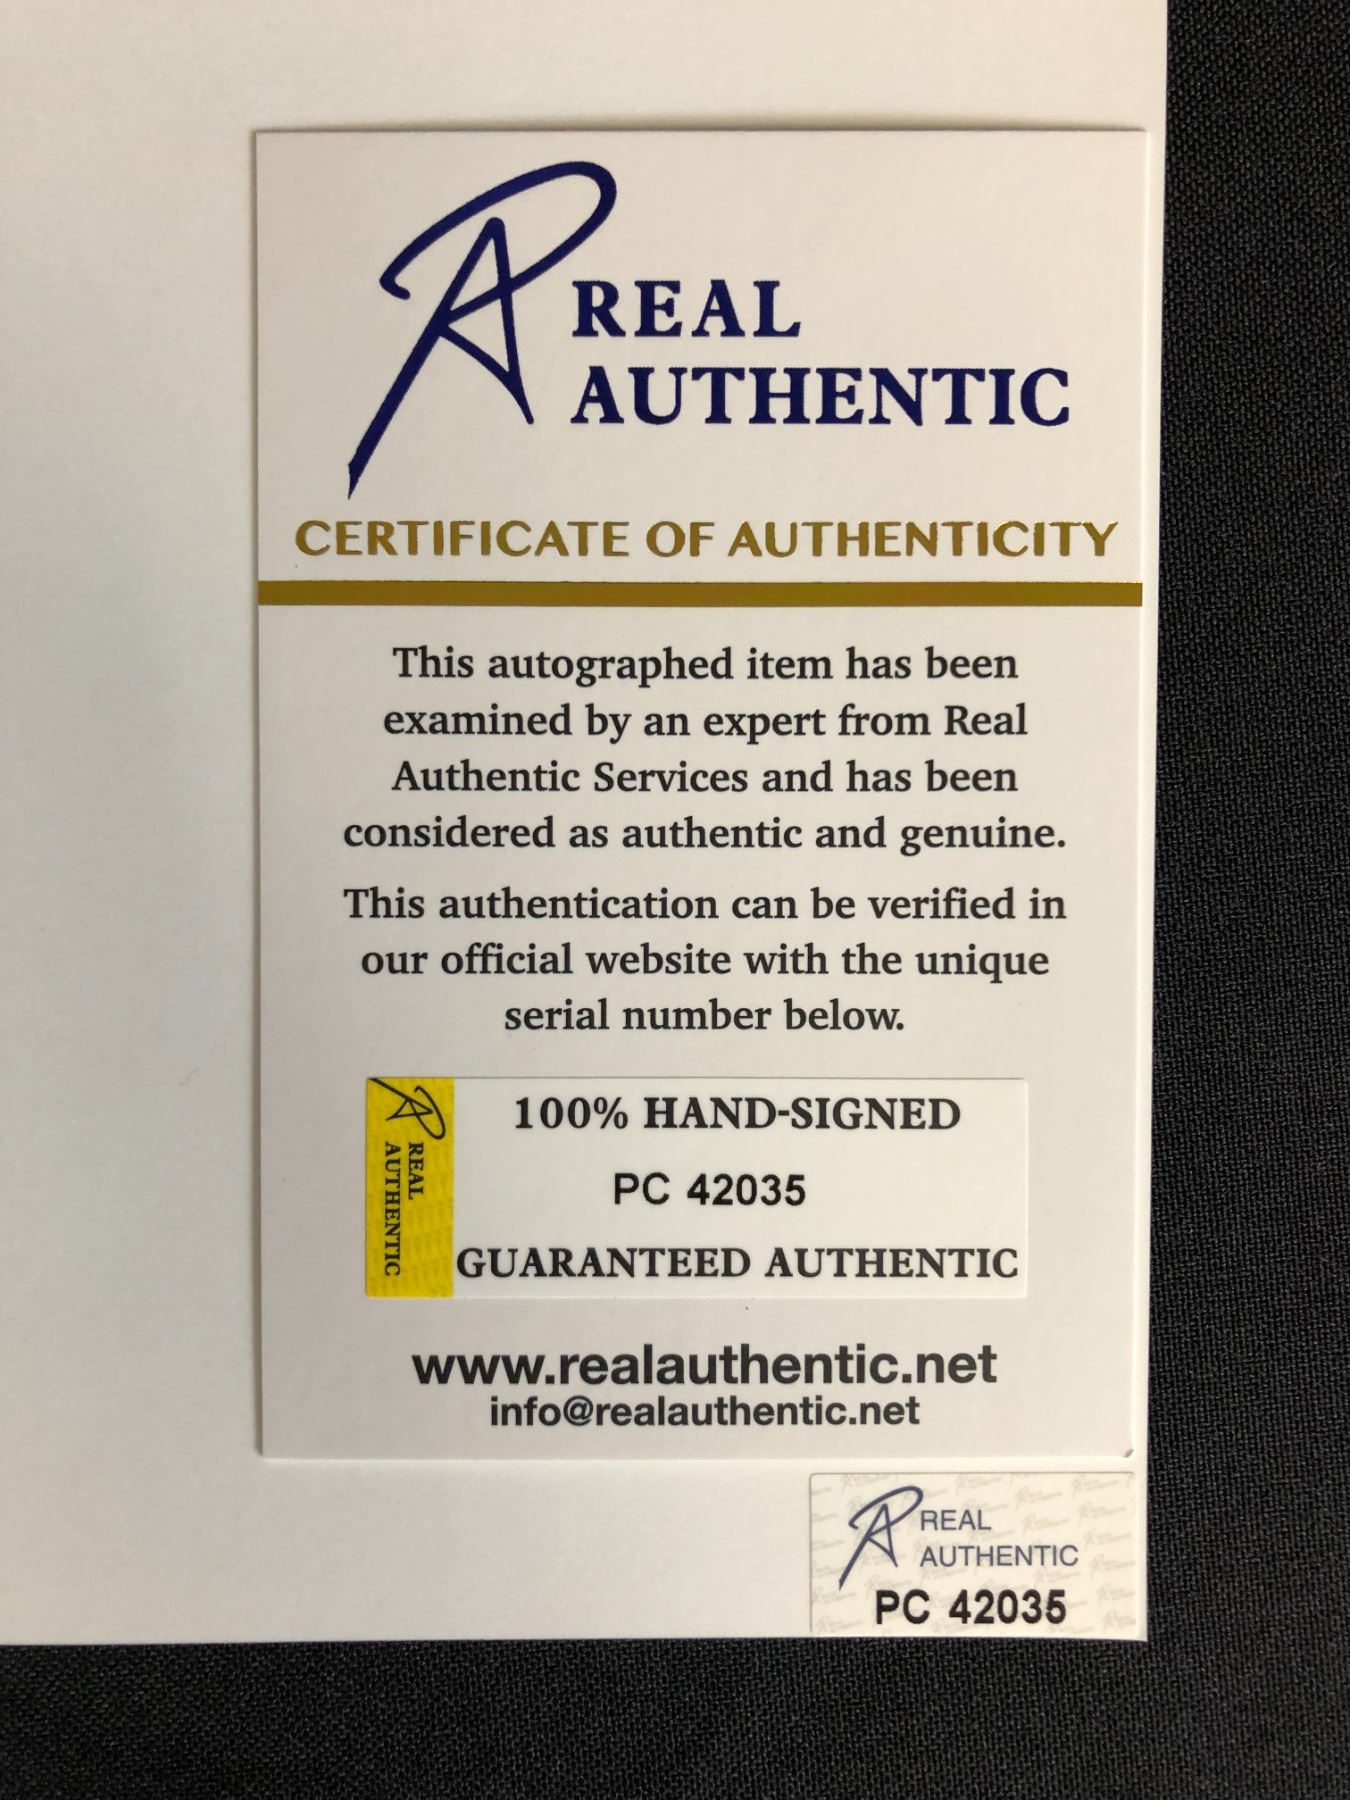 RA REAL
AUTHENTIC
CERTIFICATE OF AUTHENTICITY
This autographed item has been
examined by an expert from Real
Authentic Services and has been
considered as authentic and genuine.
This authentication can be verified in
our official website with the unique
serial number below.
RA REAL
AUTHENTIC
100% HAND-SIGNED
PC 42035
GUARANTEED AUTHENTIC
www.realauthentic.net
info@realauthentic.net
RA REAL
AUTHENTIC
PC 42035